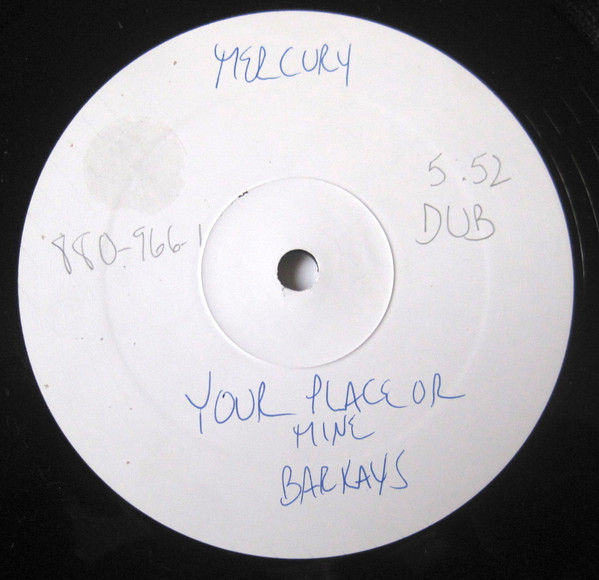 MERCURY
5:52
DUB
880-966-1
YOUR PLACE OR
MINE
BARKAYS